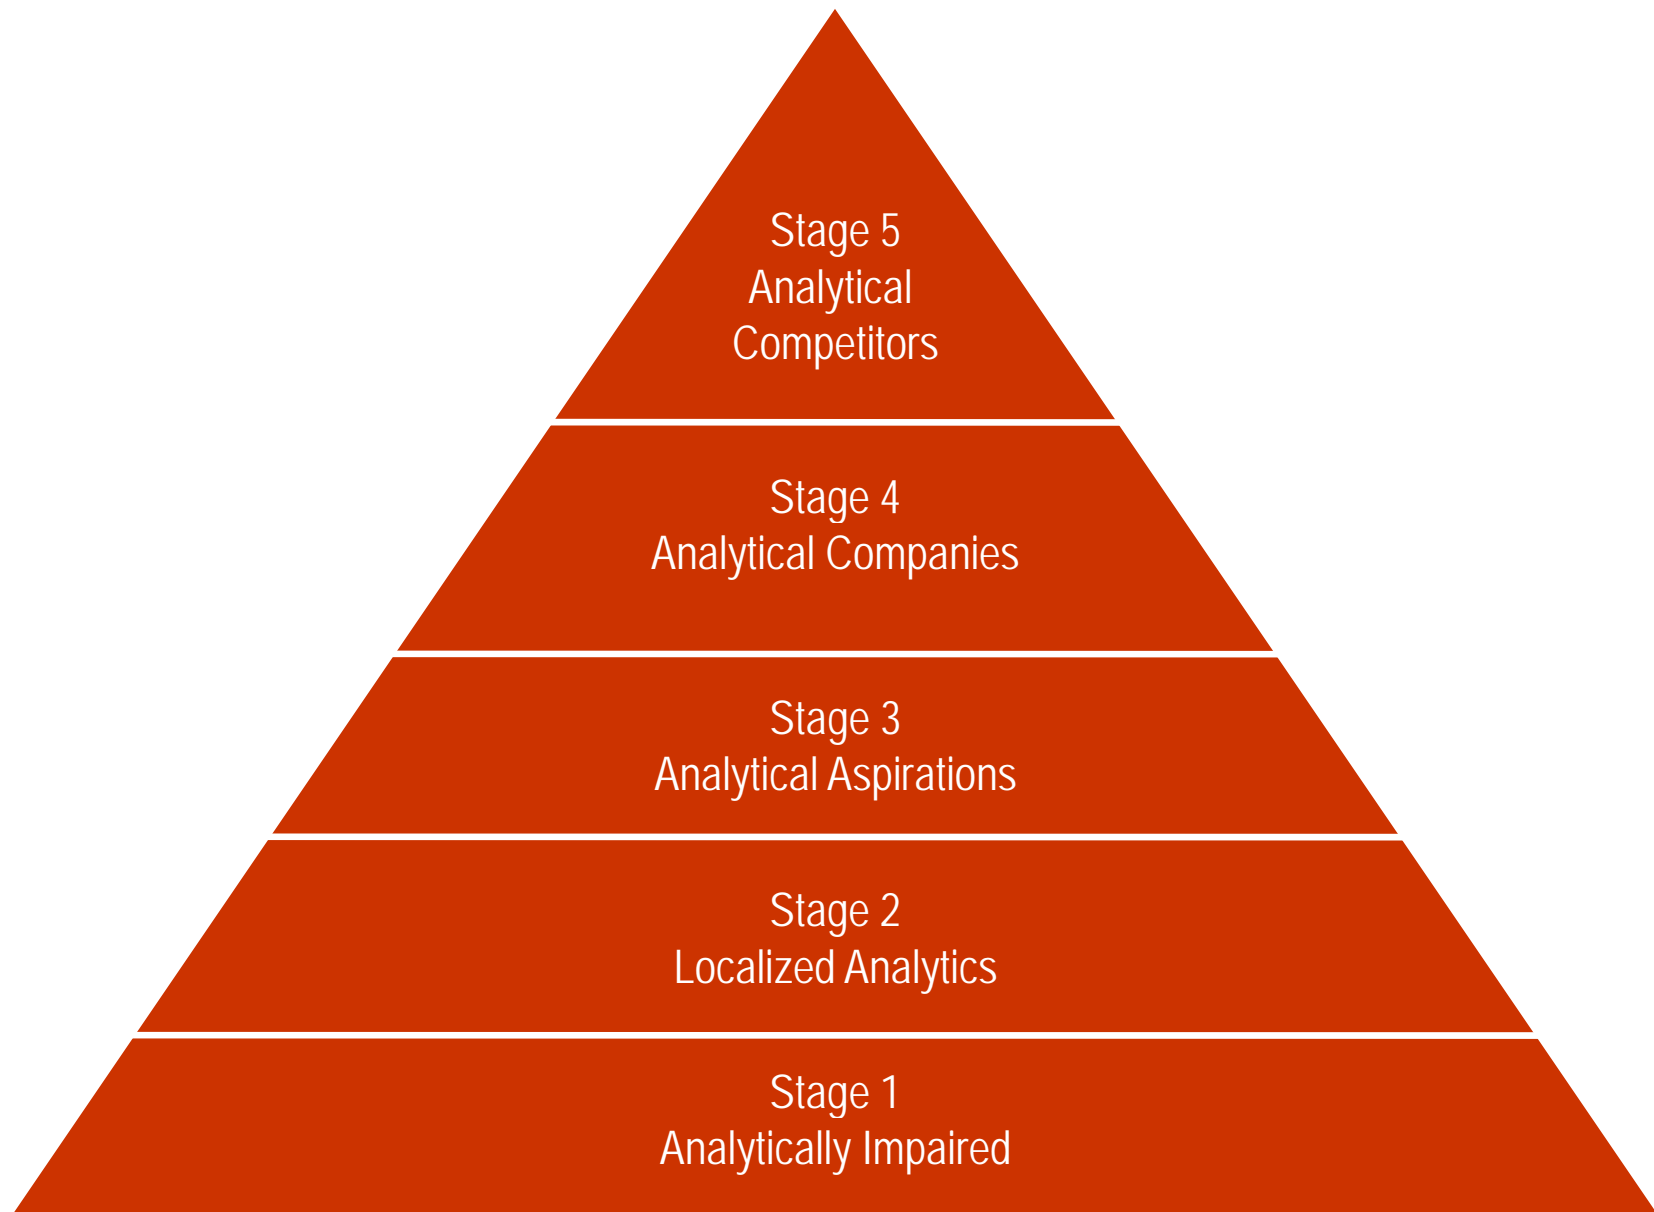 Stage 5
Analytical
Competitors
Stage 4
Analytical Companies
Stage 3
Analytical Aspirations
Stage 2
Localized Analytics
Stage 1
Analytically Impaired